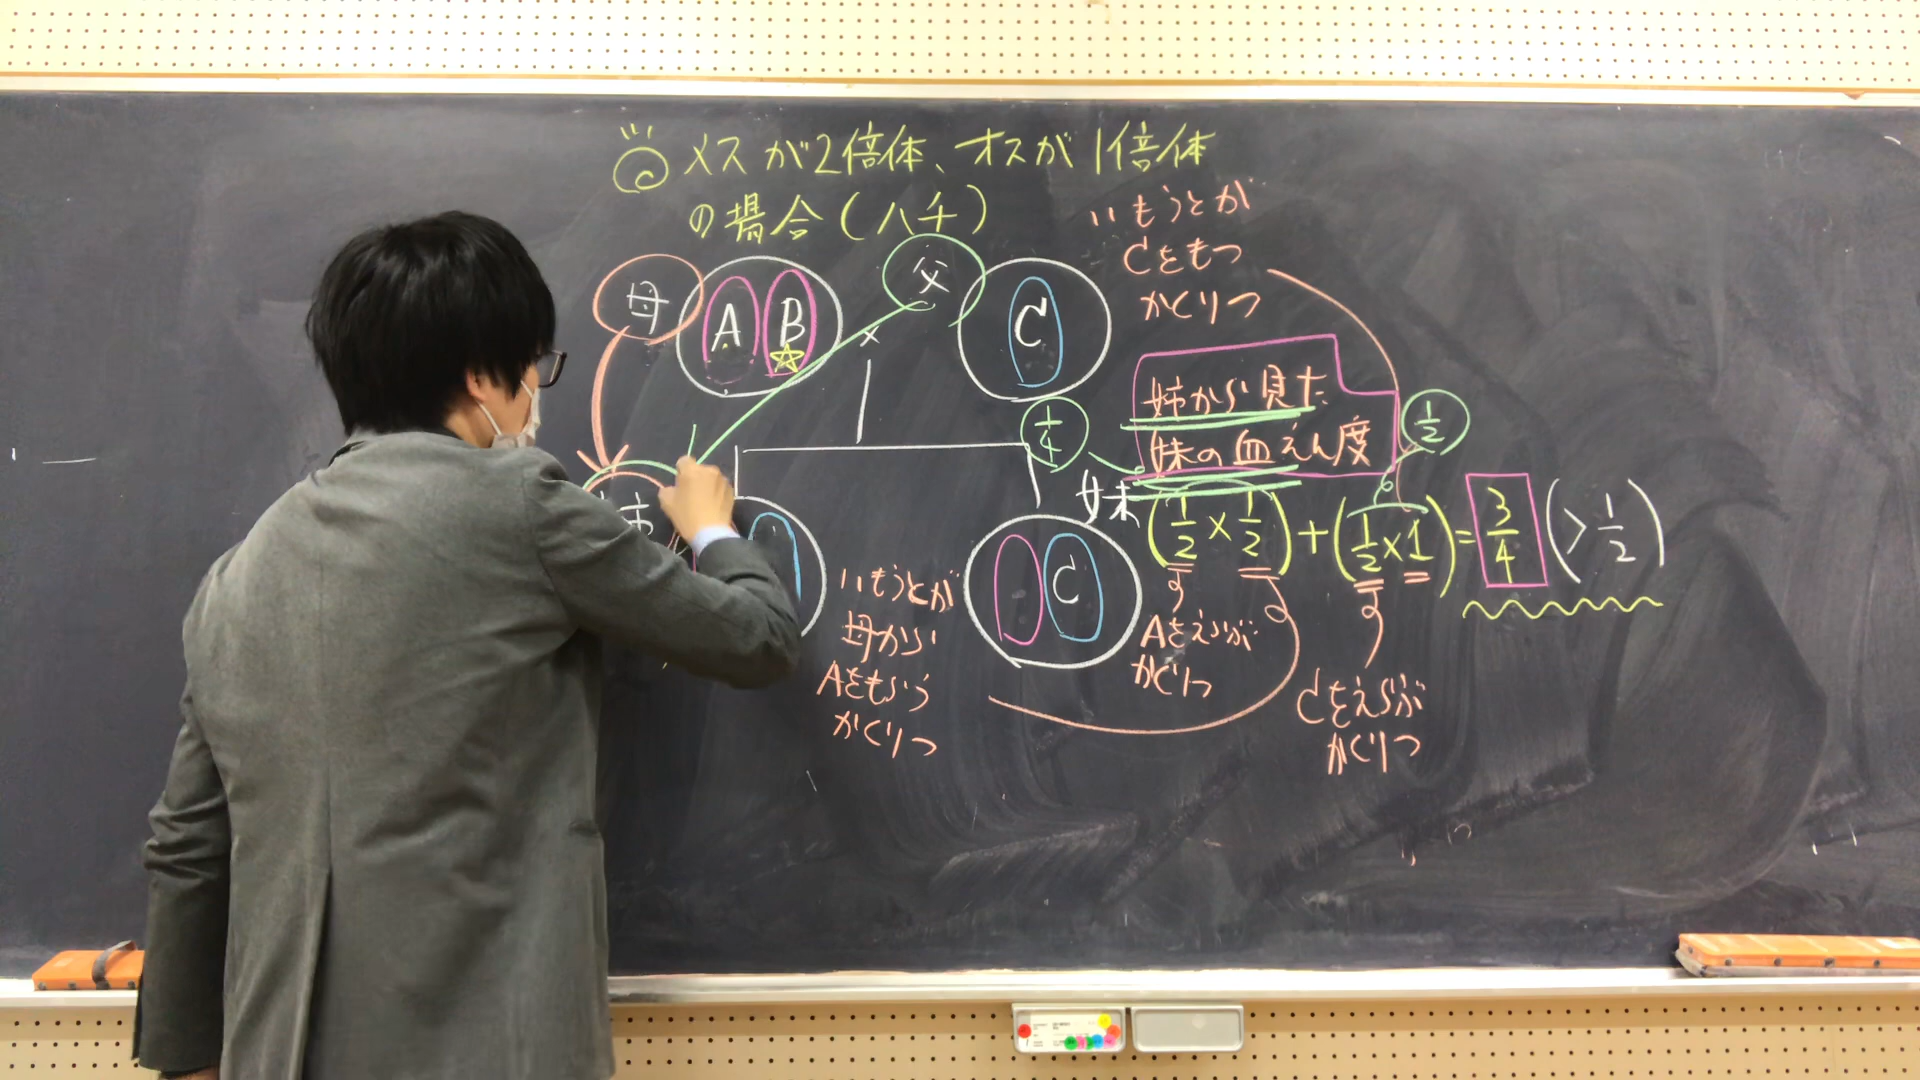 メスが2倍体、オスが1倍体
の場合（ハチ）
いもうとが
Cをもつ
かくりつ
母 A B × 父 C
姉から見た
妹の血えん度
1/4
1/2
妹
(1/2×1/2)+(1/2×1)=3/4(>1/2)
C
いもうとが
母から
Aをもらう
かくりつ
Aをえらぶ
かくりつ
Cをえらぶ
かくりつ